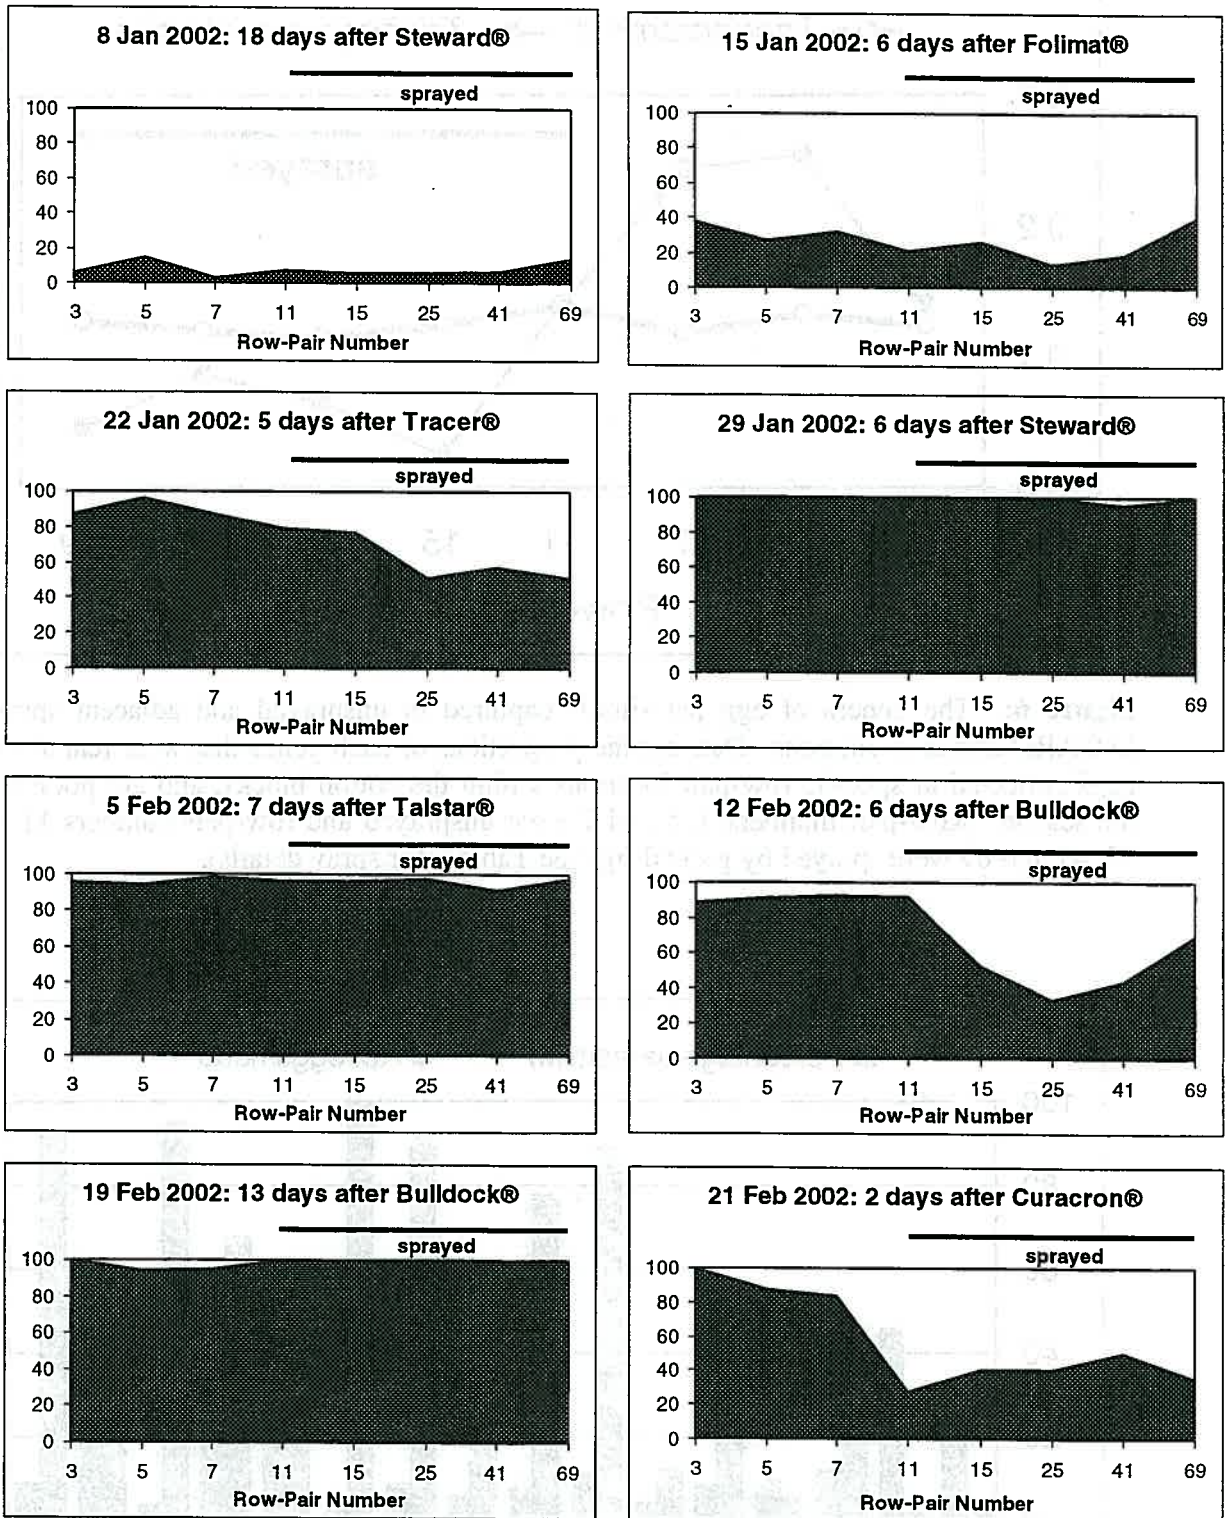 8 Jan 2002: 18 days after Steward®
sprayed
100
80
60
40
20
0
3 5 7 11 15 25 41 69
Row-Pair Number
15 Jan 2002: 6 days after Folimat®
sprayed
100
80
60
40
20
0
3 5 7 11 15 25 41 69
Row-Pair Number
22 Jan 2002: 5 days after Tracer®
sprayed
100
80
60
40
20
0
3 5 7 11 15 25 41 69
Row-Pair Number
29 Jan 2002: 6 days after Steward®
sprayed
100
80
60
40
20
0
3 5 7 11 15 25 41 69
Row-Pair Number
5 Feb 2002: 7 days after Talstar®
sprayed
100
80
60
40
20
0
3 5 7 11 15 25 41 69
Row-Pair Number
12 Feb 2002: 6 days after Bulldock®
sprayed
100
80
60
40
20
0
3 5 7 11 15 25 41 69
Row-Pair Number
19 Feb 2002: 13 days after Bulldock®
sprayed
100
80
60
40
20
0
3 5 7 11 15 25 41 69
Row-Pair Number
21 Feb 2002: 2 days after Curacron®
sprayed
100
80
60
40
20
0
3 5 7 11 15 25 41 69
Row-Pair Number